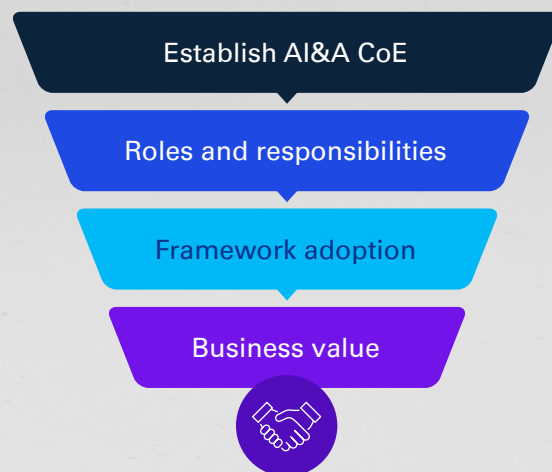 Establish AI&A CoE
Roles and responsibilities
Framework adoption
Business value